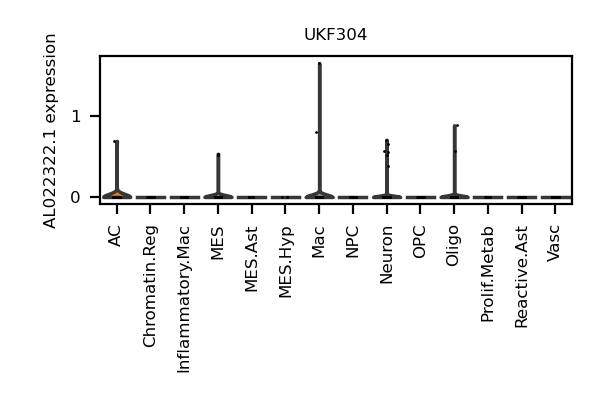 UKF304
AL022322.1 expression
1
0
AC
Chromatin.Reg
Inflammatory.Mac
MES
MES.Ast
MES.Hyp
Mac
NPC
Neuron
OPC
Oligo
Prolif.Metab
Reactive.Ast
Vasc